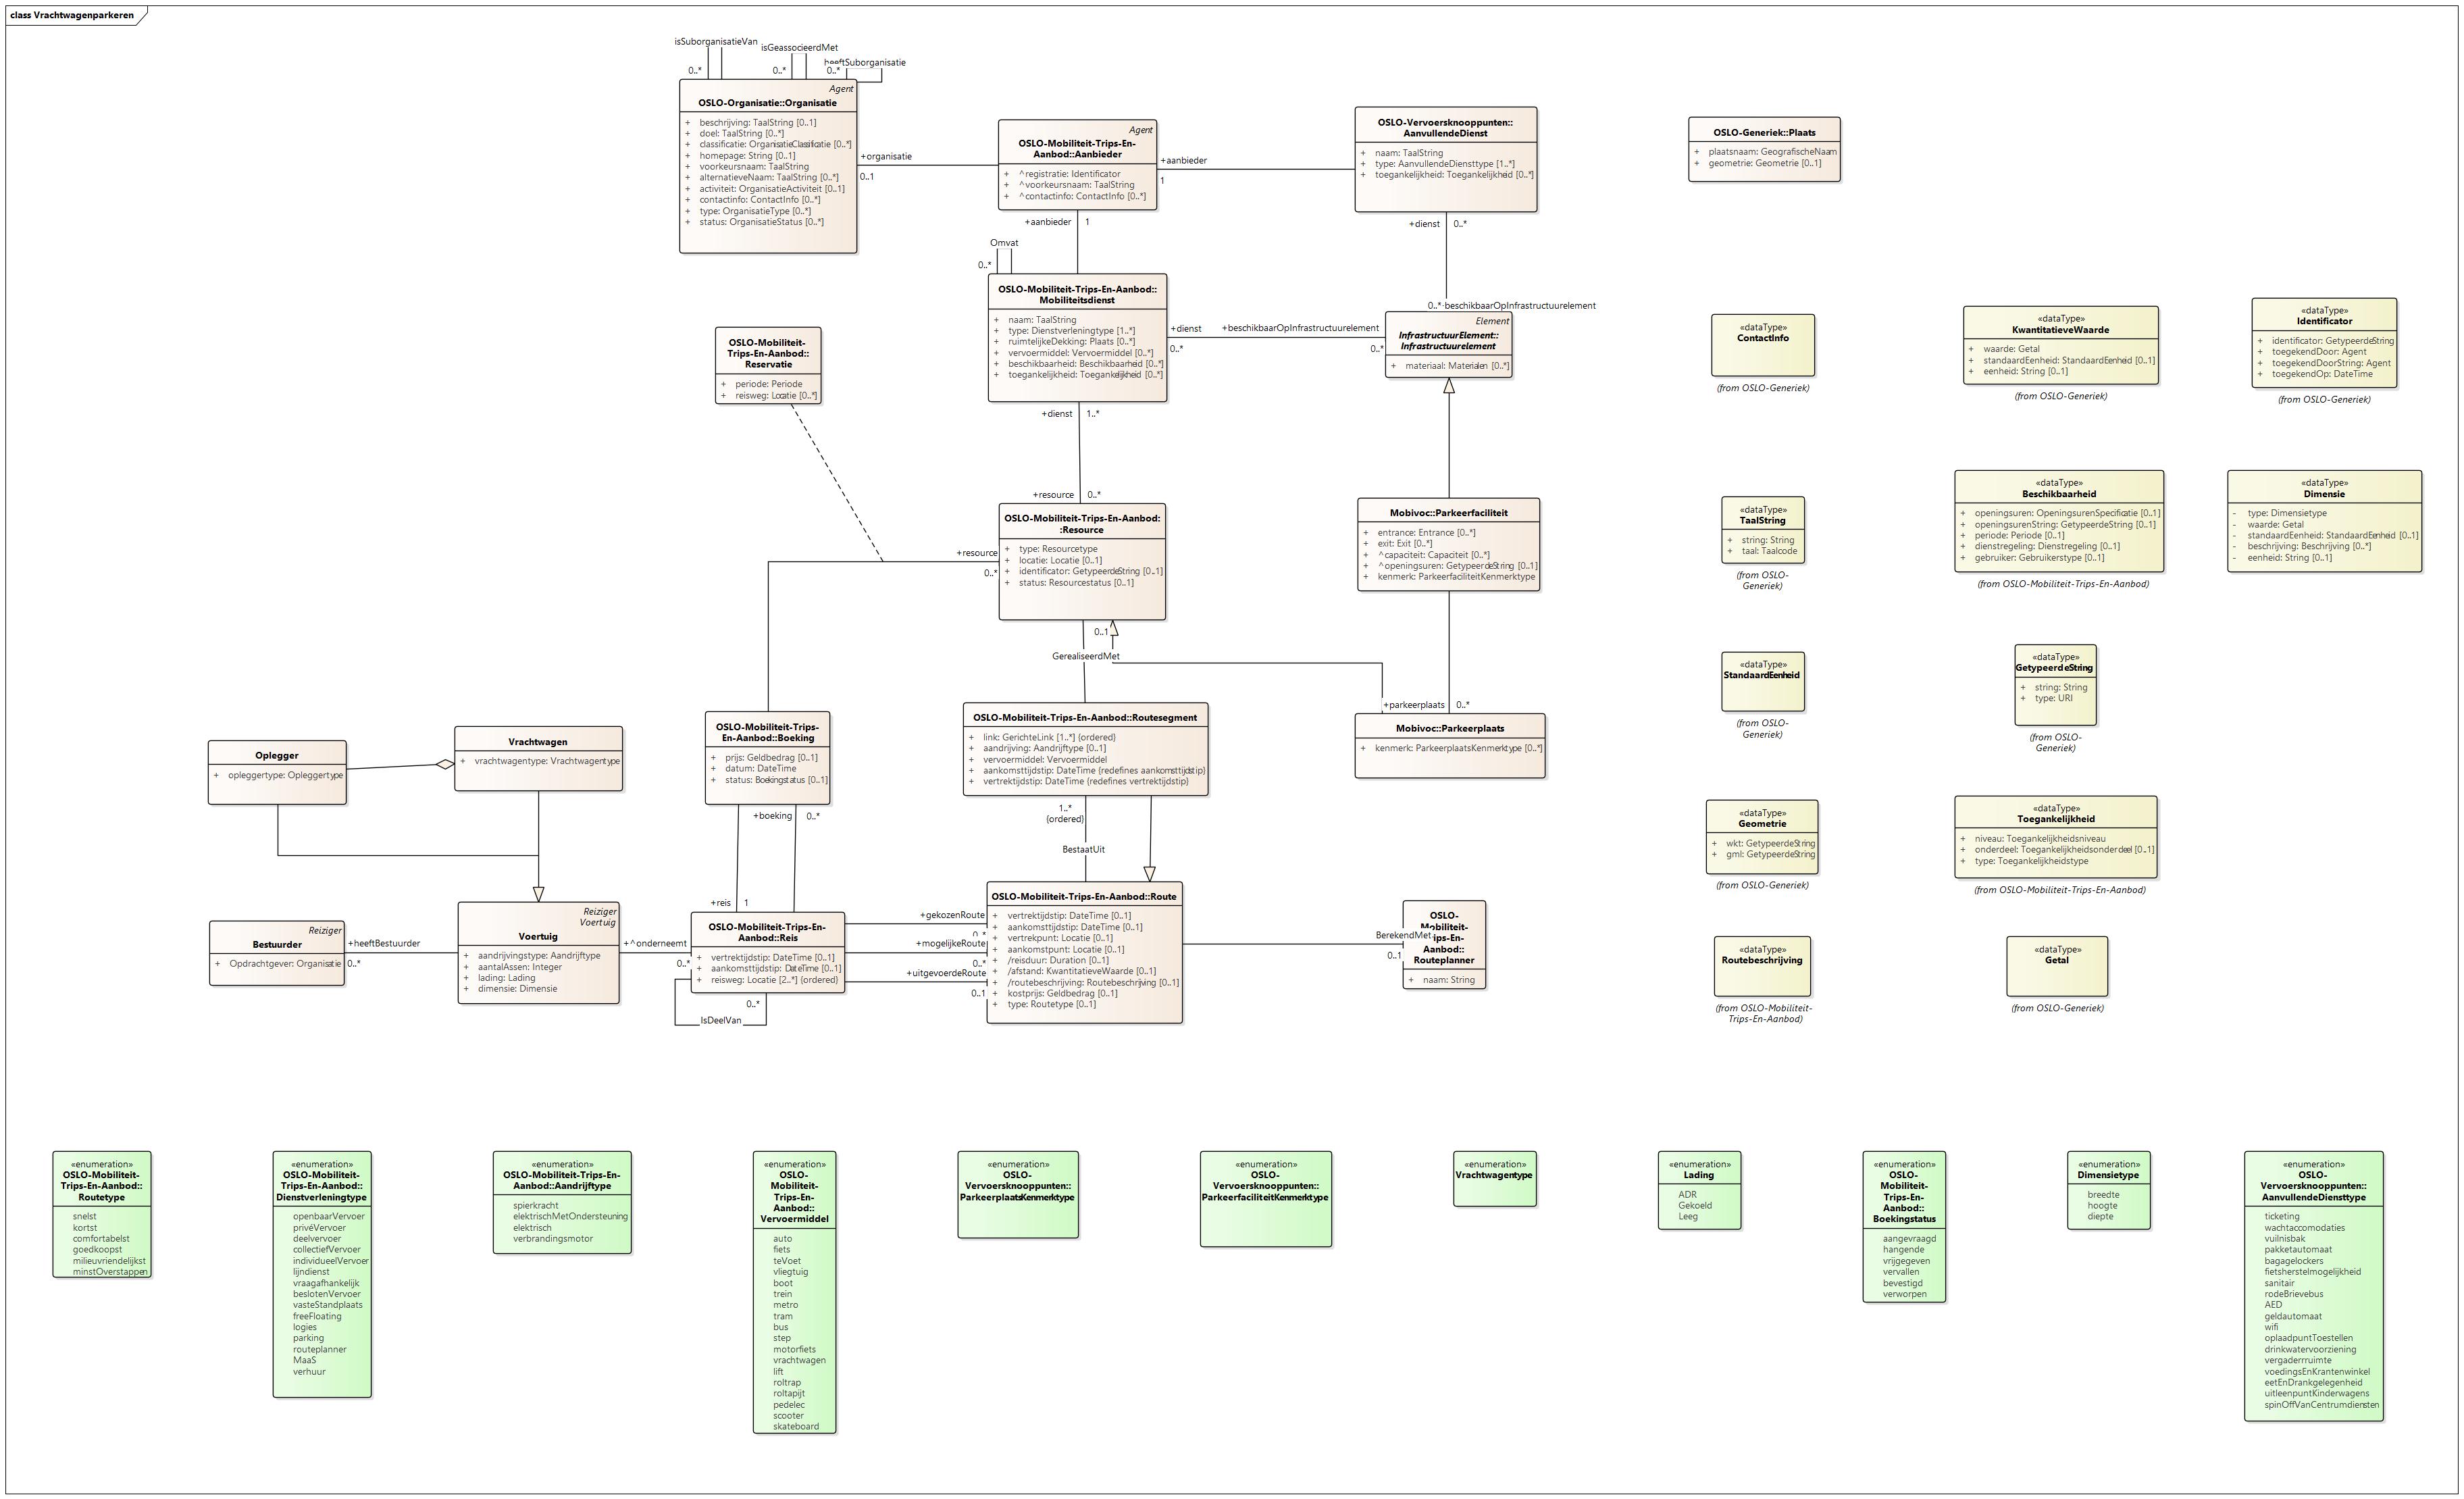 class Vrachtwagenparkeren
isSuborganisatieVan
0..*
isGeassocieerdMet
0..*
heeftSuborganisatie
0..*
Agent
OSLO-Organisatie::Organisatie
+ beschrijving: TaalString [0..1]
+ doel: TaalString [0..*]
+ classificatie: OrganisatieClassificatie [0..*]
+ homepage: String [0..1]
+ voorkeursnaam: TaalString
+ alternatieveNaam: TaalString [0..*]
+ activiteit: OrganisatieActiviteit [0..1]
+ contactinfo: ContactInfo [0..*]
+ type: OrganisatieType [0..*]
+ status: OrganisatieStatus [0..*]
+organisatie
0..1
Agent
OSLO-Mobiliteit-Trips-En-
Aanbod::Aanbieder
+ ^registratie: Identificator
+ ^voorkeursnaam: TaalString
+ ^contactinfo: ContactInfo [0..*]
+aanbieder
1
OSLO-Vervoersknooppunten::
AanvullendeDienst
+ naam: TaalString
+ type: AanvullendeDiensttype [1..*]
+ toegankelijkheid: Toegankelijkheid [0..*]
OSLO-Generiek::Plaats
+ plaatsnaam: GeografischeNaam
+ geometrie: Geometrie [0..1]
+aanbieder 1
+dienst 0..*
Omvat
0..*
OSLO-Mobiliteit-Trips-En-Aanbod::
Mobiliteitsdienst
+ naam: TaalString
+ type: Dienstverleningtype [1..*]
+ ruimtelijkeDekking: Plaats [0..*]
+ vervoermiddel: Vervoermiddel [0..*]
+ beschikbaarheid: Beschikbaarheid [0..*]
+ toegankelijkheid: Toegankelijkheid [0..*]
+dienst
0..*
+beschikbaarOpInfrastructuurelement
0..*
0..* beschikbaarOpInfrastructuurelement
Element
InfrastructuurElement::
Infrastructuurelement
+ materiaal: Materialen [0..*]
«dataType»
ContactInfo
(from OSLO-Generiek)
«dataType»
KwantitatieveWaarde
+ waarde: Getal
+ standaardEenheid: StandaardEenheid [0..1]
+ eenheid: String [0..1]
(from OSLO-Generiek)
«dataType»
Identificator
+ identificator: GetypeerdeString
+ toegekendDoor: Agent
+ toegekendDoorString: Agent
+ toegekendOp: DateTime
(from OSLO-Generiek)
OSLO-Mobiliteit-
Trips-En-Aanbod::
Reservatie
+ periode: Periode
+ reisweg: Locatie [0..*]
+dienst 1..*
+resource 0..*
OSLO-Mobiliteit-Trips-En-Aanbod:
:Resource
+ type: Resourcetype
+ locatie: Locatie [0..1]
+ identificator: GetypeerdeString [0..1]
+ status: Resourcestatus [0..1]
+resource
0..*
Mobivoc::Parkeerfaciliteit
+ entrance: Entrance [0..*]
+ exit: Exit [0..*]
+ ^capaciteit: Capaciteit [0..*]
+ ^openingsuren: GetypeerdeString [0..1]
+ kenmerk: ParkeerfaciliteitKenmerktype
«dataType»
TaalString
+ string: String
+ taal: Taalcode
(from OSLO-
Generiek)
«dataType»
Beschikbaarheid
+ openingsuren: OpeningsurenSpecificatie [0..1]
+ openingsurenString: GetypeerdeString [0..1]
+ periode: Periode [0..1]
+ dienstregeling: Dienstregeling [0..1]
+ gebruiker: Gebruikerstype [0..1]
(from OSLO-Mobiliteit-Trips-En-Aanbod)
«dataType»
Dimensie
- type: Dimensietype
- waarde: Getal
- standaardEenheid: StandaardEenheid [0..1]
- beschrijving: Beschrijving [0..*]
- eenheid: String [0..1]
0..1
GerealiseerdMet
+parkeerplaats 0..*
«dataType»
StandaardEenheid
(from OSLO-
Generiek)
«dataType»
GetypeerdeString
+ string: String
+ type: URI
(from OSLO-
Generiek)
OSLO-Mobiliteit-Trips-En-Aanbod::Routesegment
+ link: GerichteLink [1..*] {ordered}
+ aandrijving: Aandrijftype [0..1]
+ vervoermiddel: Vervoermiddel
+ aankomsttijdstip: DateTime {redefines aankomsttijdstip}
+ vertrektijdstip: DateTime {redefines vertrektijdstip}
Mobivoc::Parkeerplaats
+ kenmerk: ParkeerplaatsKenmerktype [0..*]
OSLO-Mobiliteit-Trips-
En-Aanbod::Boeking
+ prijs: Geldbedrag [0..1]
+ datum: DateTime
+ status: Boekingstatus [0..1]
Oplegger
+ opleggertype: Opleggertype
Vrachtwagen
+ vrachtwagentype: Vrachtwagentype
+boeking 0..*
+reis 1
1..*
{ordered}
BestaatUit
«dataType»
Geometrie
+ wkt: GetypeerdeString
+ gml: GetypeerdeString
(from OSLO-Generiek)
«dataType»
Toegankelijkheid
+ niveau: Toegankelijkheidsniveau
+ onderdeel: Toegankelijkheidsonderdeel [0..1]
+ type: Toegankelijkheidstype
(from OSLO-Mobiliteit-Trips-En-Aanbod)
Reiziger
Bestuurder
+ Opdrachtgever: Organisatie
+heeftBestuurder
0..*
Reiziger
Voertuig
Voertuig
+ aandrijvingstype: Aandrijftype
+ aantalAssen: Integer
+ lading: Lading
+ dimensie: Dimensie
+^onderneemt
0..*
OSLO-Mobiliteit-Trips-En-
Aanbod::Reis
+ vertrektijdstip: DateTime [0..1]
+ aankomsttijdstip: DateTime [0..1]
+ reisweg: Locatie [2..*] {ordered}
0..*
IsDeelVan
+gekozenRoute
0..*
+mogelijkeRoute
0..*
+uitgevoerdeRoute
0..1
OSLO-Mobiliteit-Trips-En-Aanbod::Route
+ vertrektijdstip: DateTime [0..1]
+ aankomsttijdstip: DateTime [0..1]
+ vertrekpunt: Locatie [0..1]
+ aankomstpunt: Locatie [0..1]
+ /reisduur: Duration [0..1]
+ /afstand: KwantitatieveWaarde [0..1]
+ /routebeschrijving: Routebeschrijving [0..1]
+ kostprijs: Geldbedrag [0..1]
+ type: Routetype [0..1]
BerekendMet
0..1
OSLO-
Mobiliteit-
Trips-En-
Aanbod::
Routeplanner
+ naam: String
«dataType»
Routebeschrijving
(from OSLO-Mobiliteit-
Trips-En-Aanbod)
«dataType»
Getal
(from OSLO-Generiek)
«enumeration»
OSLO-Mobiliteit-
Trips-En-Aanbod::
Routetype
snelst
kortst
comfortabelst
goedkoopst
milieuvriendelijkst
minstOverstappen
«enumeration»
OSLO-Mobiliteit-
Trips-En-Aanbod::
Dienstverleningtype
openbaarVervoer
privéVervoer
deelvervoer
collectiefVervoer
individueelVervoer
lijndienst
vraagafhankelijk
beslotenVervoer
vasteStandplaats
freeFloating
logies
parking
routeplanner
MaaS
verhuur
«enumeration»
OSLO-Mobiliteit-Trips-En-
Aanbod::Aandrijftype
spierkracht
elektrischMetOndersteuning
elektrisch
verbrandingsmotor
«enumeration»
OSLO-
Mobiliteit-
Trips-En-
Aanbod::
Vervoermiddel
auto
fiets
teVoet
vliegtuig
boot
trein
metro
tram
bus
step
motorfiets
vrachtwagen
lift
roltrap
roltapijt
pedelec
scooter
skateboard
«enumeration»
OSLO-
Vervoersknooppunten::
ParkeerplaatsKenmerktype
«enumeration»
OSLO-
Vervoersknooppunten::
ParkeerfaciliteitKenmerktype
«enumeration»
Vrachtwagentype
«enumeration»
Lading
ADR
Gekoeld
Leeg
«enumeration»
OSLO-
Mobiliteit-
Trips-En-
Aanbod::
Boekingstatus
aangevraagd
hangende
vrijgegeven
vervallen
bevestigd
verworpen
«enumeration»
Dimensietype
breedte
hoogte
diepte
«enumeration»
OSLO-
Vervoersknooppunten::
AanvullendeDiensttype
ticketing
wachtaccomodaties
vuilnisbak
pakketautomaat
bagagelockers
fietsherstelmogelijkheid
sanitair
rodeBrievebus
AED
geldautomaat
wifi
oplaadpuntToestellen
drinkwatervoorziening
vergaderruimte
voedingsEnKrantenwinkel
eetEnDrankgelegenheid
uitleenpuntKinderwagens
spinOffVanCentrumdiensten